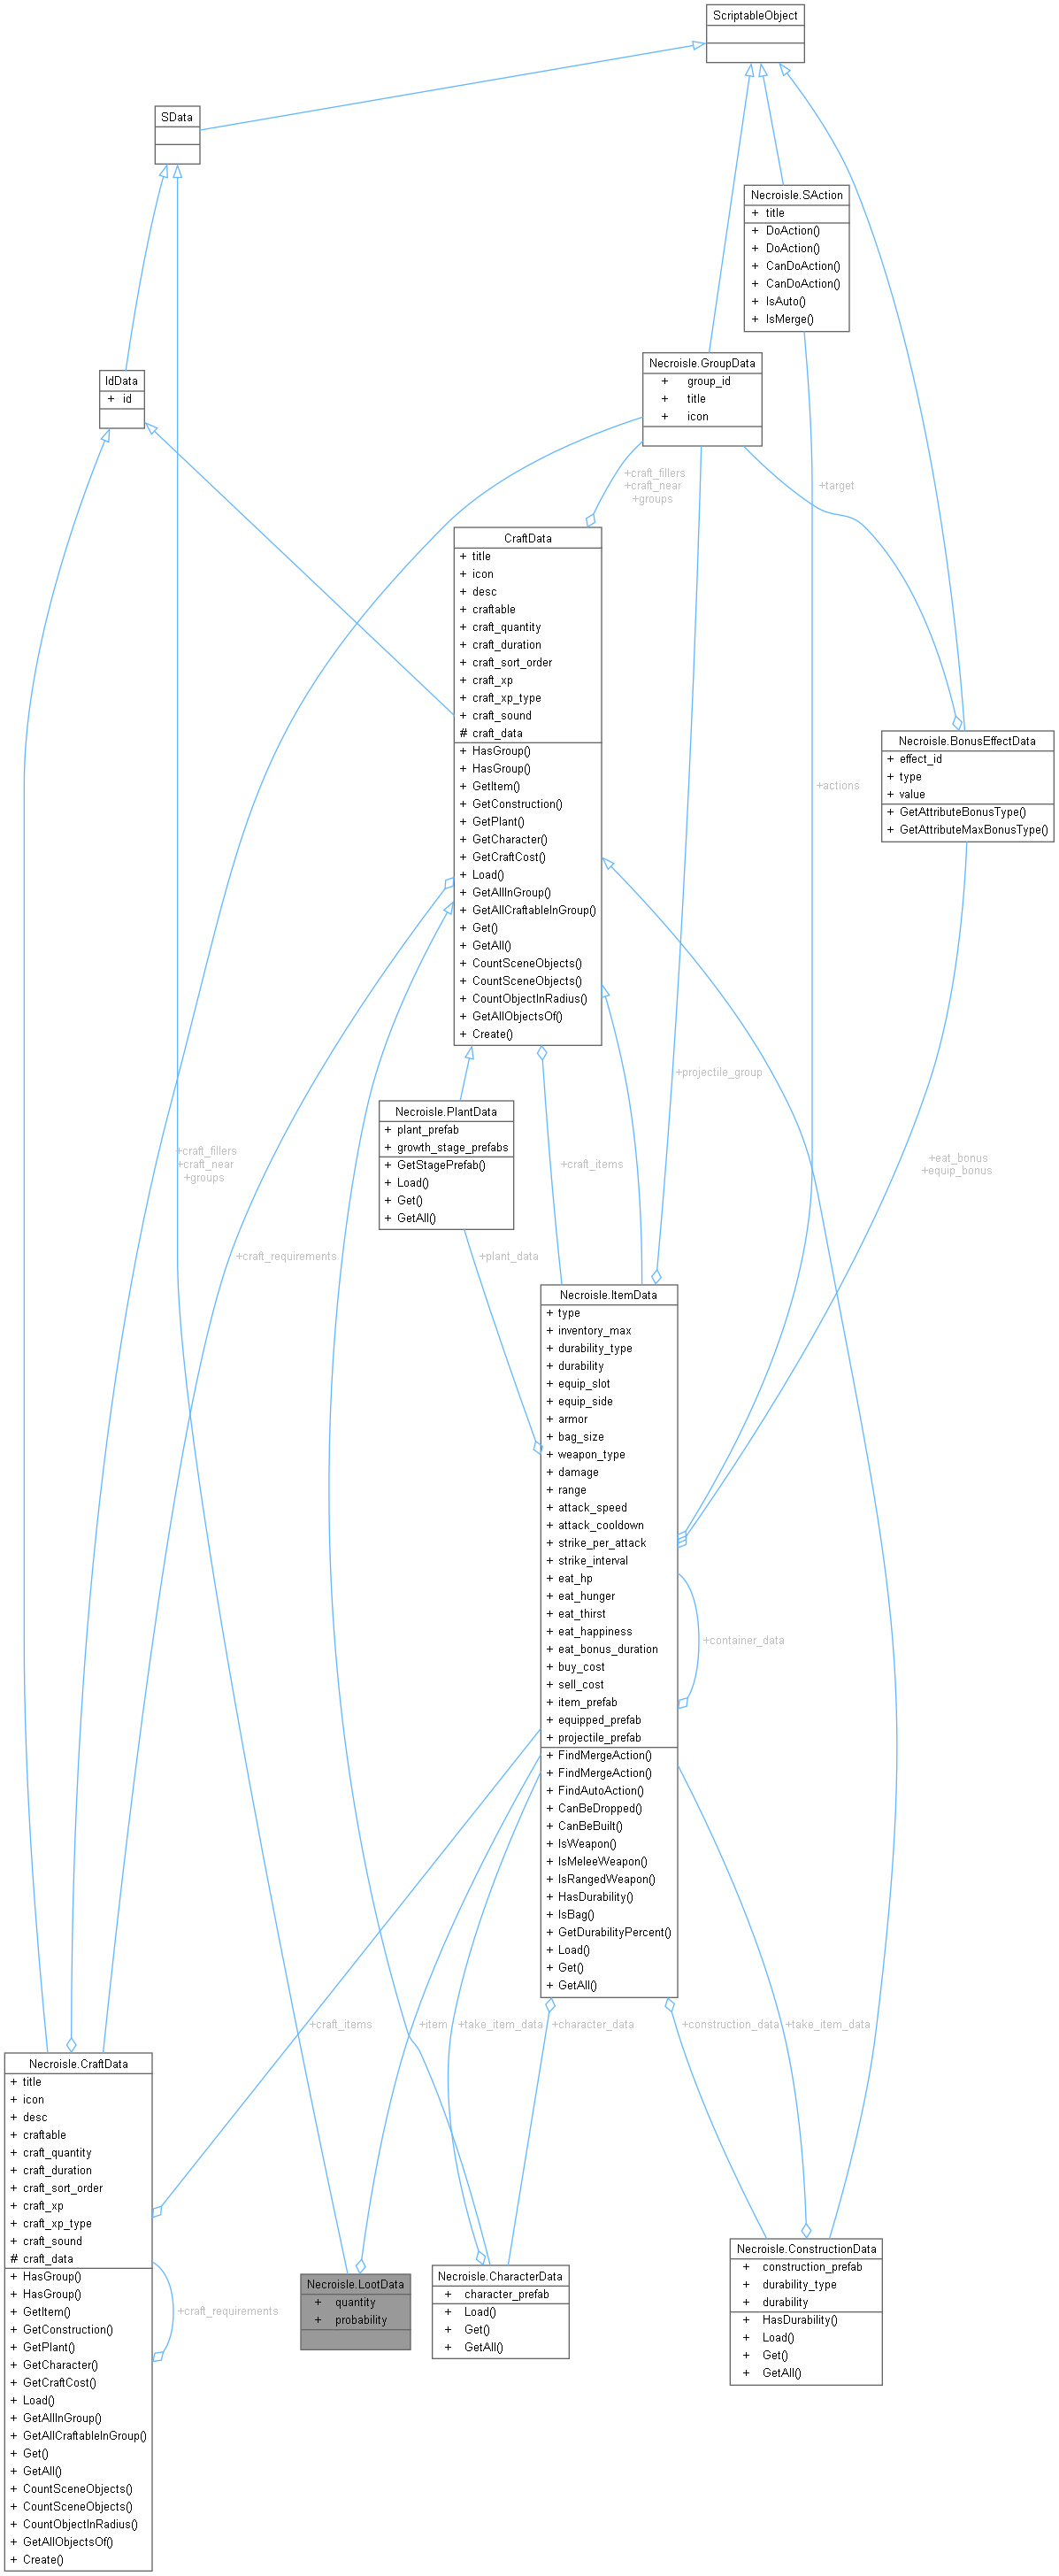 ScriptableObject
SData
Necroisle.SAction
+ title
+ DoAction()
+ DoAction()
+ CanDoAction()
+ CanDoAction()
+ IsAuto()
+ IsMerge()
Necroisle.GroupData
+ group_id
+ title
+ icon
IdData
+ id
+craft_fillers
+craft_near
+groups
+target
CraftData
+ title
+ icon
+ desc
+ craftable
+ craft_quantity
+ craft_duration
+ craft_sort_order
+ craft_xp
+ craft_xp_type
+ craft_sound
# craft_data
+ HasGroup()
+ HasGroup()
+ GetItem()
+ GetConstruction()
+ GetPlant()
+ GetCharacter()
+ GetCraftCost()
+ Load()
+ GetAllInGroup()
+ GetAllCraftableInGroup()
+ Get()
+ GetAll()
+ CountSceneObjects()
+ CountSceneObjects()
+ CountObjectInRadius()
+ GetAllObjectsOf()
+ Create()
Necroisle.BonusEffectData
+ effect_id
+ type
+ value
+ GetAttributeBonusType()
+ GetAttributeMaxBonusType()
+actions
+projectile_group
Necroisle.PlantData
+ plant_prefab
+ growth_stage_prefabs
+ GetStagePrefab()
+ Load()
+ Get()
+ GetAll()
+craft_fillers
+craft_near
+groups
+craft_items
+eat_bonus
+equip_bonus
+craft_requirements
+plant_data
Necroisle.ItemData
+ type
+ inventory_max
+ durability_type
+ durability
+ equip_slot
+ equip_side
+ armor
+ bag_size
+ weapon_type
+ damage
+ range
+ attack_speed
+ attack_cooldown
+ strike_per_attack
+ strike_interval
+ eat_hp
+ eat_hunger
+ eat_thirst
+ eat_happiness
+ eat_bonus_duration
+ buy_cost
+ sell_cost
+ item_prefab
+ equipped_prefab
+ projectile_prefab
+ FindMergeAction()
+ FindMergeAction()
+ FindAutoAction()
+ CanBeDropped()
+ CanBeBuilt()
+ IsWeapon()
+ IsMeleeWeapon()
+ IsRangedWeapon()
+ HasDurability()
+ IsBag()
+ GetDurabilityPercent()
+ Load()
+ Get()
+ GetAll()
+container_data
+craft_items
+item
+take_item_data
+character_data
+construction_data
+take_item_data
Necroisle.CraftData
+ title
+ icon
+ desc
+ craftable
+ craft_quantity
+ craft_duration
+ craft_sort_order
+ craft_xp
+ craft_xp_type
+ craft_sound
# craft_data
+ HasGroup()
+ HasGroup()
+ GetItem()
+ GetConstruction()
+ GetPlant()
+ GetCharacter()
+ GetCraftCost()
+ Load()
+ GetAllInGroup()
+ GetAllCraftableInGroup()
+ Get()
+ GetAll()
+ CountSceneObjects()
+ CountSceneObjects()
+ CountObjectInRadius()
+ GetAllObjectsOf()
+ Create()
+craft_requirements
Necroisle.LootData
+ quantity
+ probability
Necroisle.CharacterData
+ character_prefab
+ Load()
+ Get()
+ GetAll()
Necroisle.ConstructionData
+ construction_prefab
+ durability_type
+ durability
+ HasDurability()
+ Load()
+ Get()
+ GetAll()